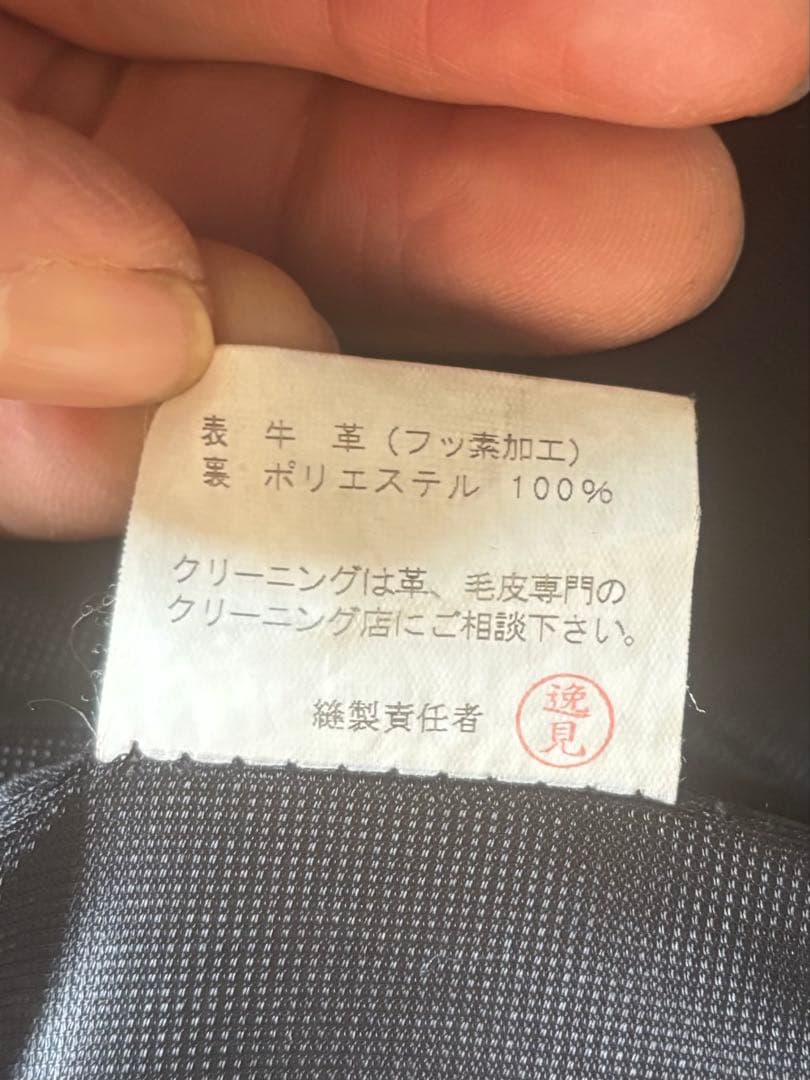 表 牛 革(フッ素加工)
裏 ポリエステル 100%
クリーニングは革、毛皮専門の
クリーニング店にご相談下さい。
縫製責任者 逸見